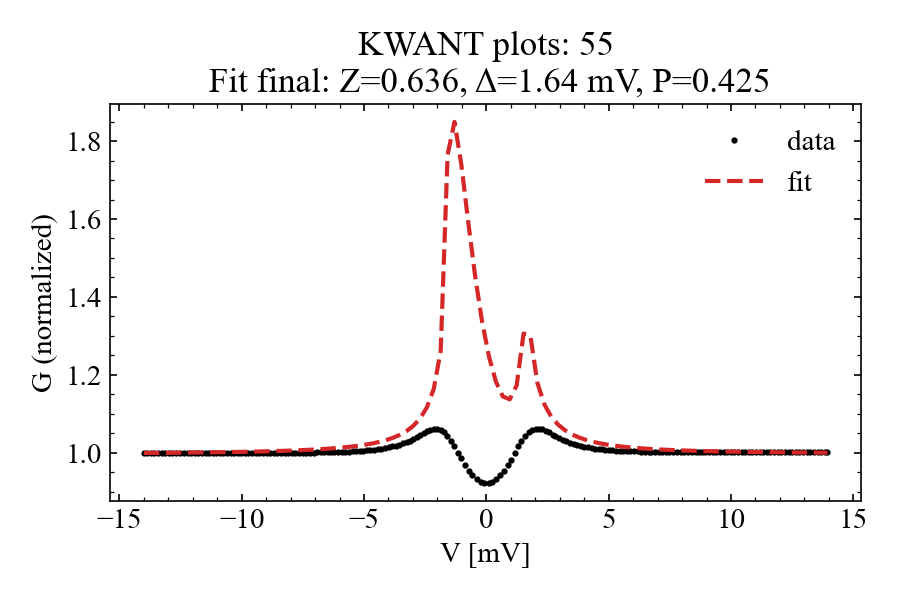 KWANT plots: 55
Fit final: Z=0.636, Δ=1.64 mV, P=0.425
G (normalized)
1.8
1.6
1.4
1.2
1.0
data
fit
−15
−10
−5
0
5
10
15
V [mV]